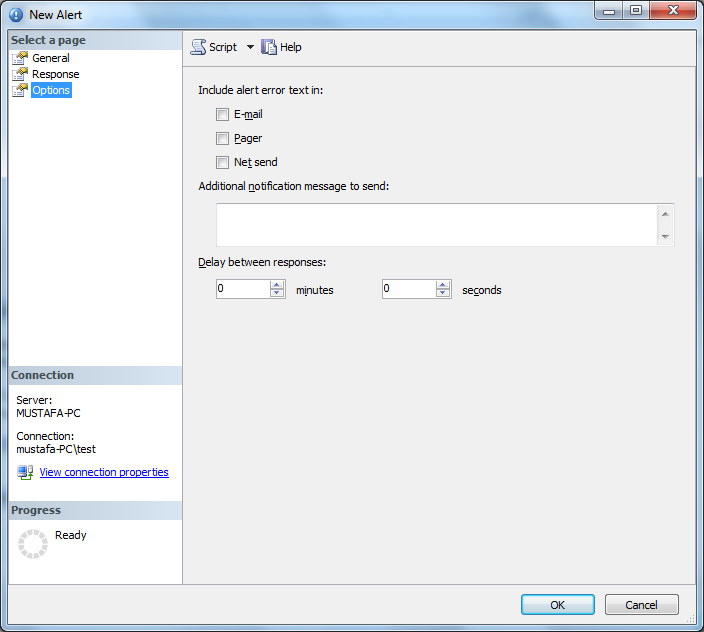 New Alert
Select a page
General
Response
Options
Script Help
Include alert error text in:
E-mail
Pager
Net send
Additional notification message to send:
Delay between responses:
0 minutes 0 seconds
Connection
Server:
MUSTAFA-PC
Connection:
mustafa-PC\test
View connection properties
Progress
Ready
OK Cancel